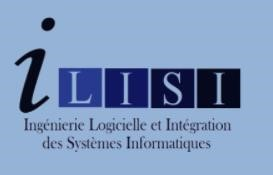 iLISI
Ingénierie Logicielle et Intégration
des Systèmes Informatiques